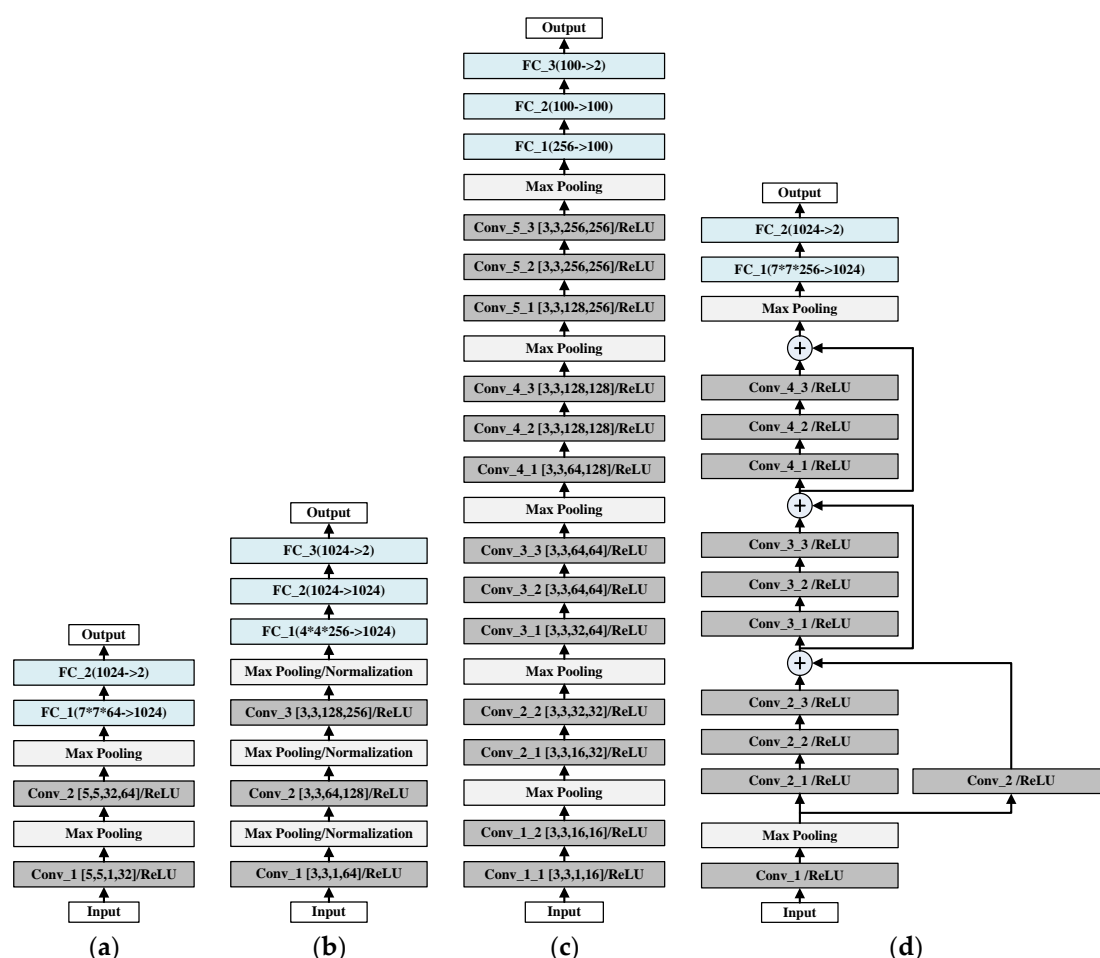 Output
FC_2(1024->2)
FC_1(7*7*64->1024)
Max Pooling
Conv_2 [5,5,32,64]/ReLU
Max Pooling
Conv_1 [5,5,1,32]/ReLU
Input
(a)
Output
FC_3(1024->2)
FC_2(1024->1024)
FC_1(4*4*256->1024)
Max Pooling/Normalization
Conv_3 [3,3,128,256]/ReLU
Max Pooling/Normalization
Conv_2 [3,3,64,128]/ReLU
Max Pooling/Normalization
Conv_1 [3,3,1,64]/ReLU
Input
(b)
Output
FC_3(100->2)
FC_2(100->100)
FC_1(256->100)
Max Pooling
Conv_5_3 [3,3,256,256]/ReLU
Conv_5_2 [3,3,256,256]/ReLU
Conv_5_1 [3,3,128,256]/ReLU
Max Pooling
Conv_4_3 [3,3,128,128]/ReLU
Conv_4_2 [3,3,128,128]/ReLU
Conv_4_1 [3,3,64,128]/ReLU
Max Pooling
Conv_3_3 [3,3,64,64]/ReLU
Conv_3_2 [3,3,64,64]/ReLU
Conv_3_1 [3,3,32,64]/ReLU
Max Pooling
Conv_2_2 [3,3,32,32]/ReLU
Conv_2_1 [3,3,16,32]/ReLU
Max Pooling
Conv_1_2 [3,3,16,16]/ReLU
Conv_1_1 [3,3,1,16]/ReLU
Input
(c)
Output
FC_2(1024->2)
FC_1(7*7*256->1024)
Max Pooling
+
Conv_4_3 /ReLU
Conv_4_2 /ReLU
Conv_4_1 /ReLU
+
Conv_3_3 /ReLU
Conv_3_2 /ReLU
Conv_3_1 /ReLU
+
Conv_2_3 /ReLU
Conv_2_2 /ReLU
Conv_2_1 /ReLU
Conv_2 /ReLU
Max Pooling
Conv_1 /ReLU
Input
(d)